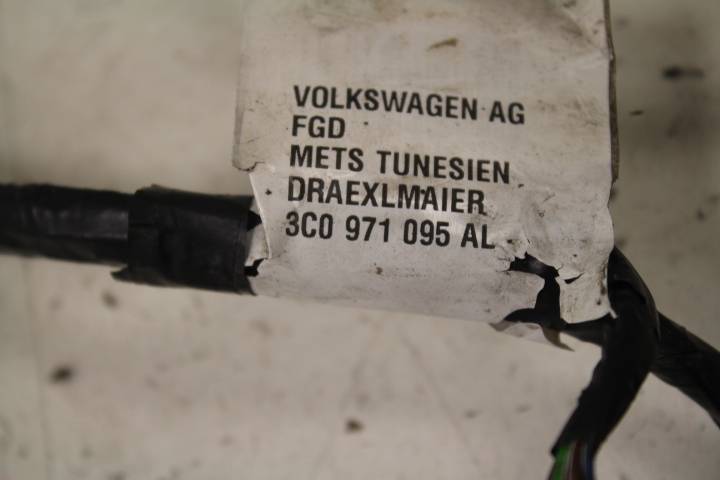 VOLKSWAGEN AG
FGD
METS TUNESIEN
DRAEXLMAIER
3C0 971 095 AL